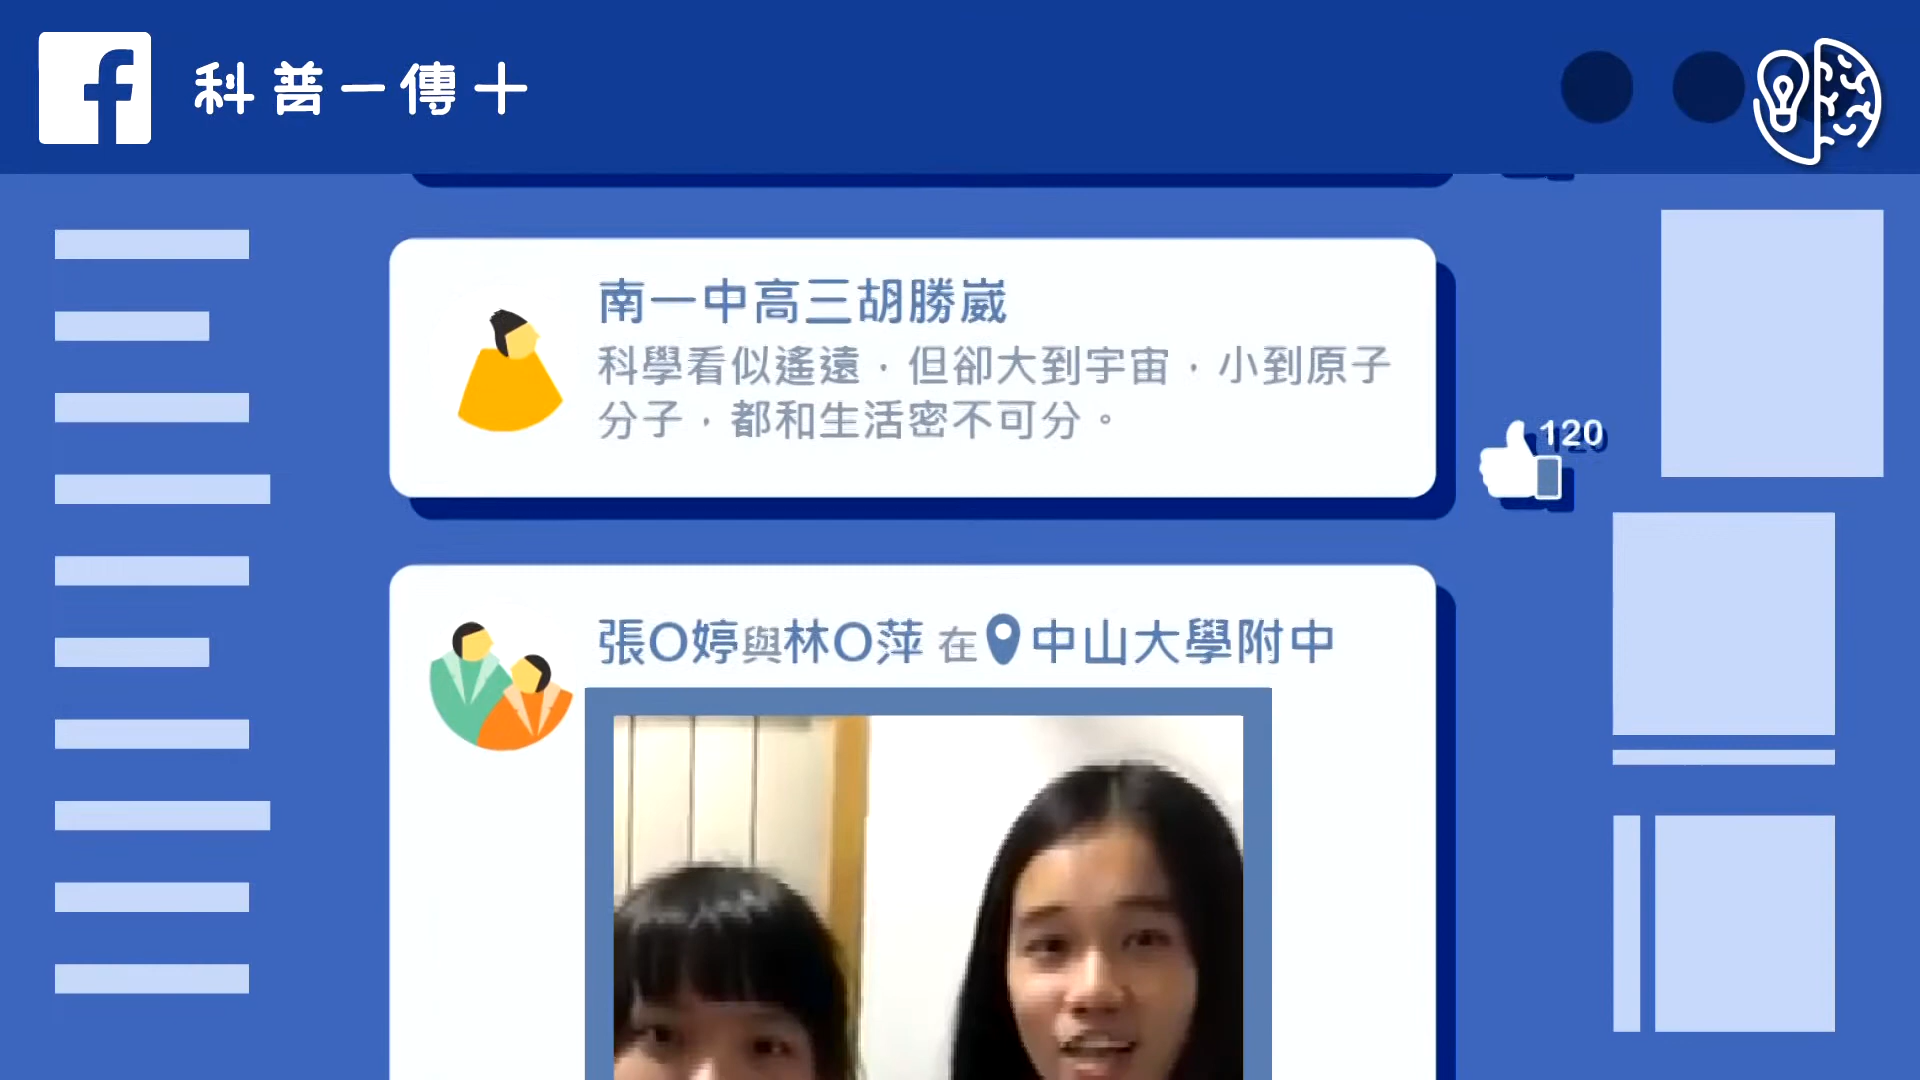 科普一傳十
南一中高三胡勝崴
科學看似遙遠，但卻大到宇宙，小到原子
分子，都和生活密不可分。
120
張O婷與林O萍 在 中山大學附中